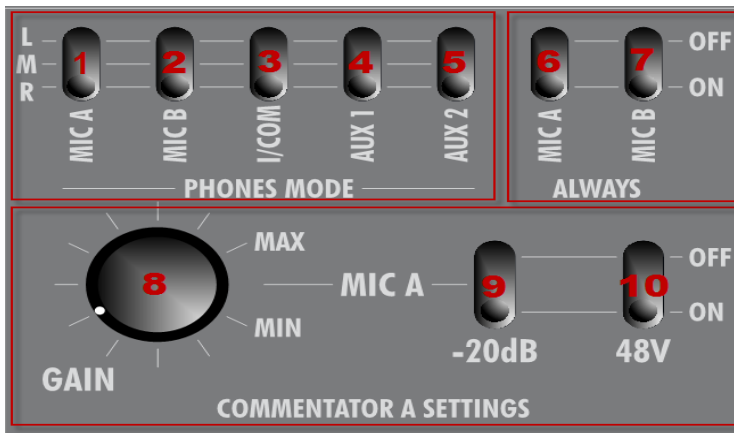 L
M
R
1 2 3 4 5
MIC A
MIC B
I/COM
AUX 1
AUX 2
PHONES MODE
6 7
OFF
ON
MIC A
MIC B
ALWAYS
8
MAX
MIN
GAIN
MIC A
9 10
OFF
ON
-20dB 48V
COMMENTATOR A SETTINGS